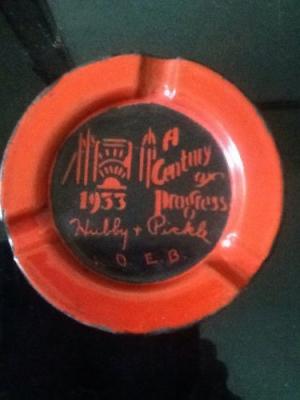 A
Century
of
1933 Progress
Hubby + Pickle
. O. E. B.